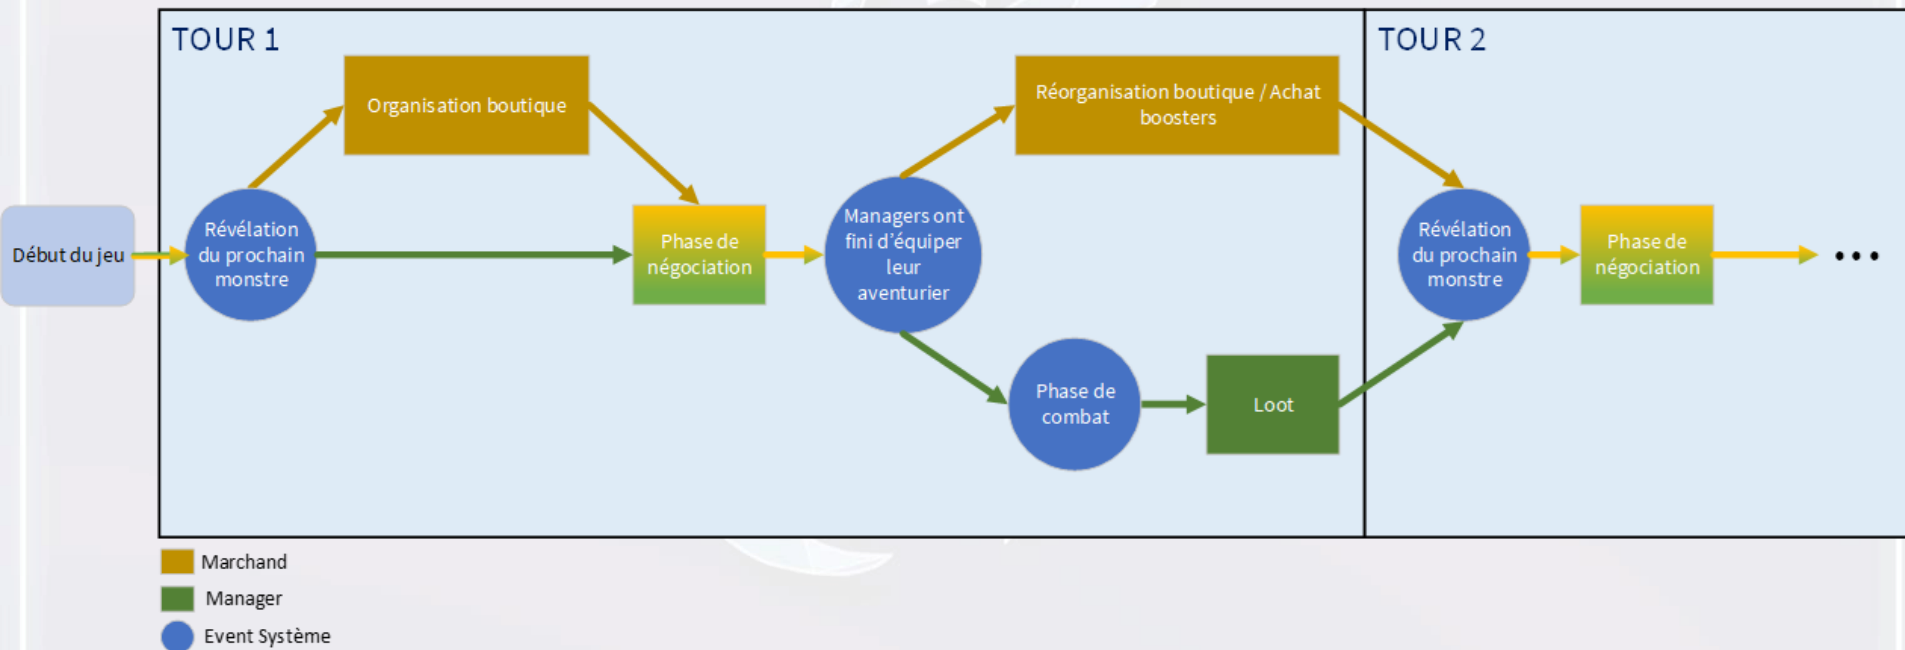 TOUR 1
TOUR 2
Organisation boutique
Réorganisation boutique / Achat
boosters
Début du jeu
Révélation
du prochain
monstre
Phase de
négociation
Managers ont
fini d'équiper
leur
aventurier
Révélation
du prochain
monstre
Phase de
négociation
•••
Phase de
combat
Loot
Marchand
Manager
Event Système